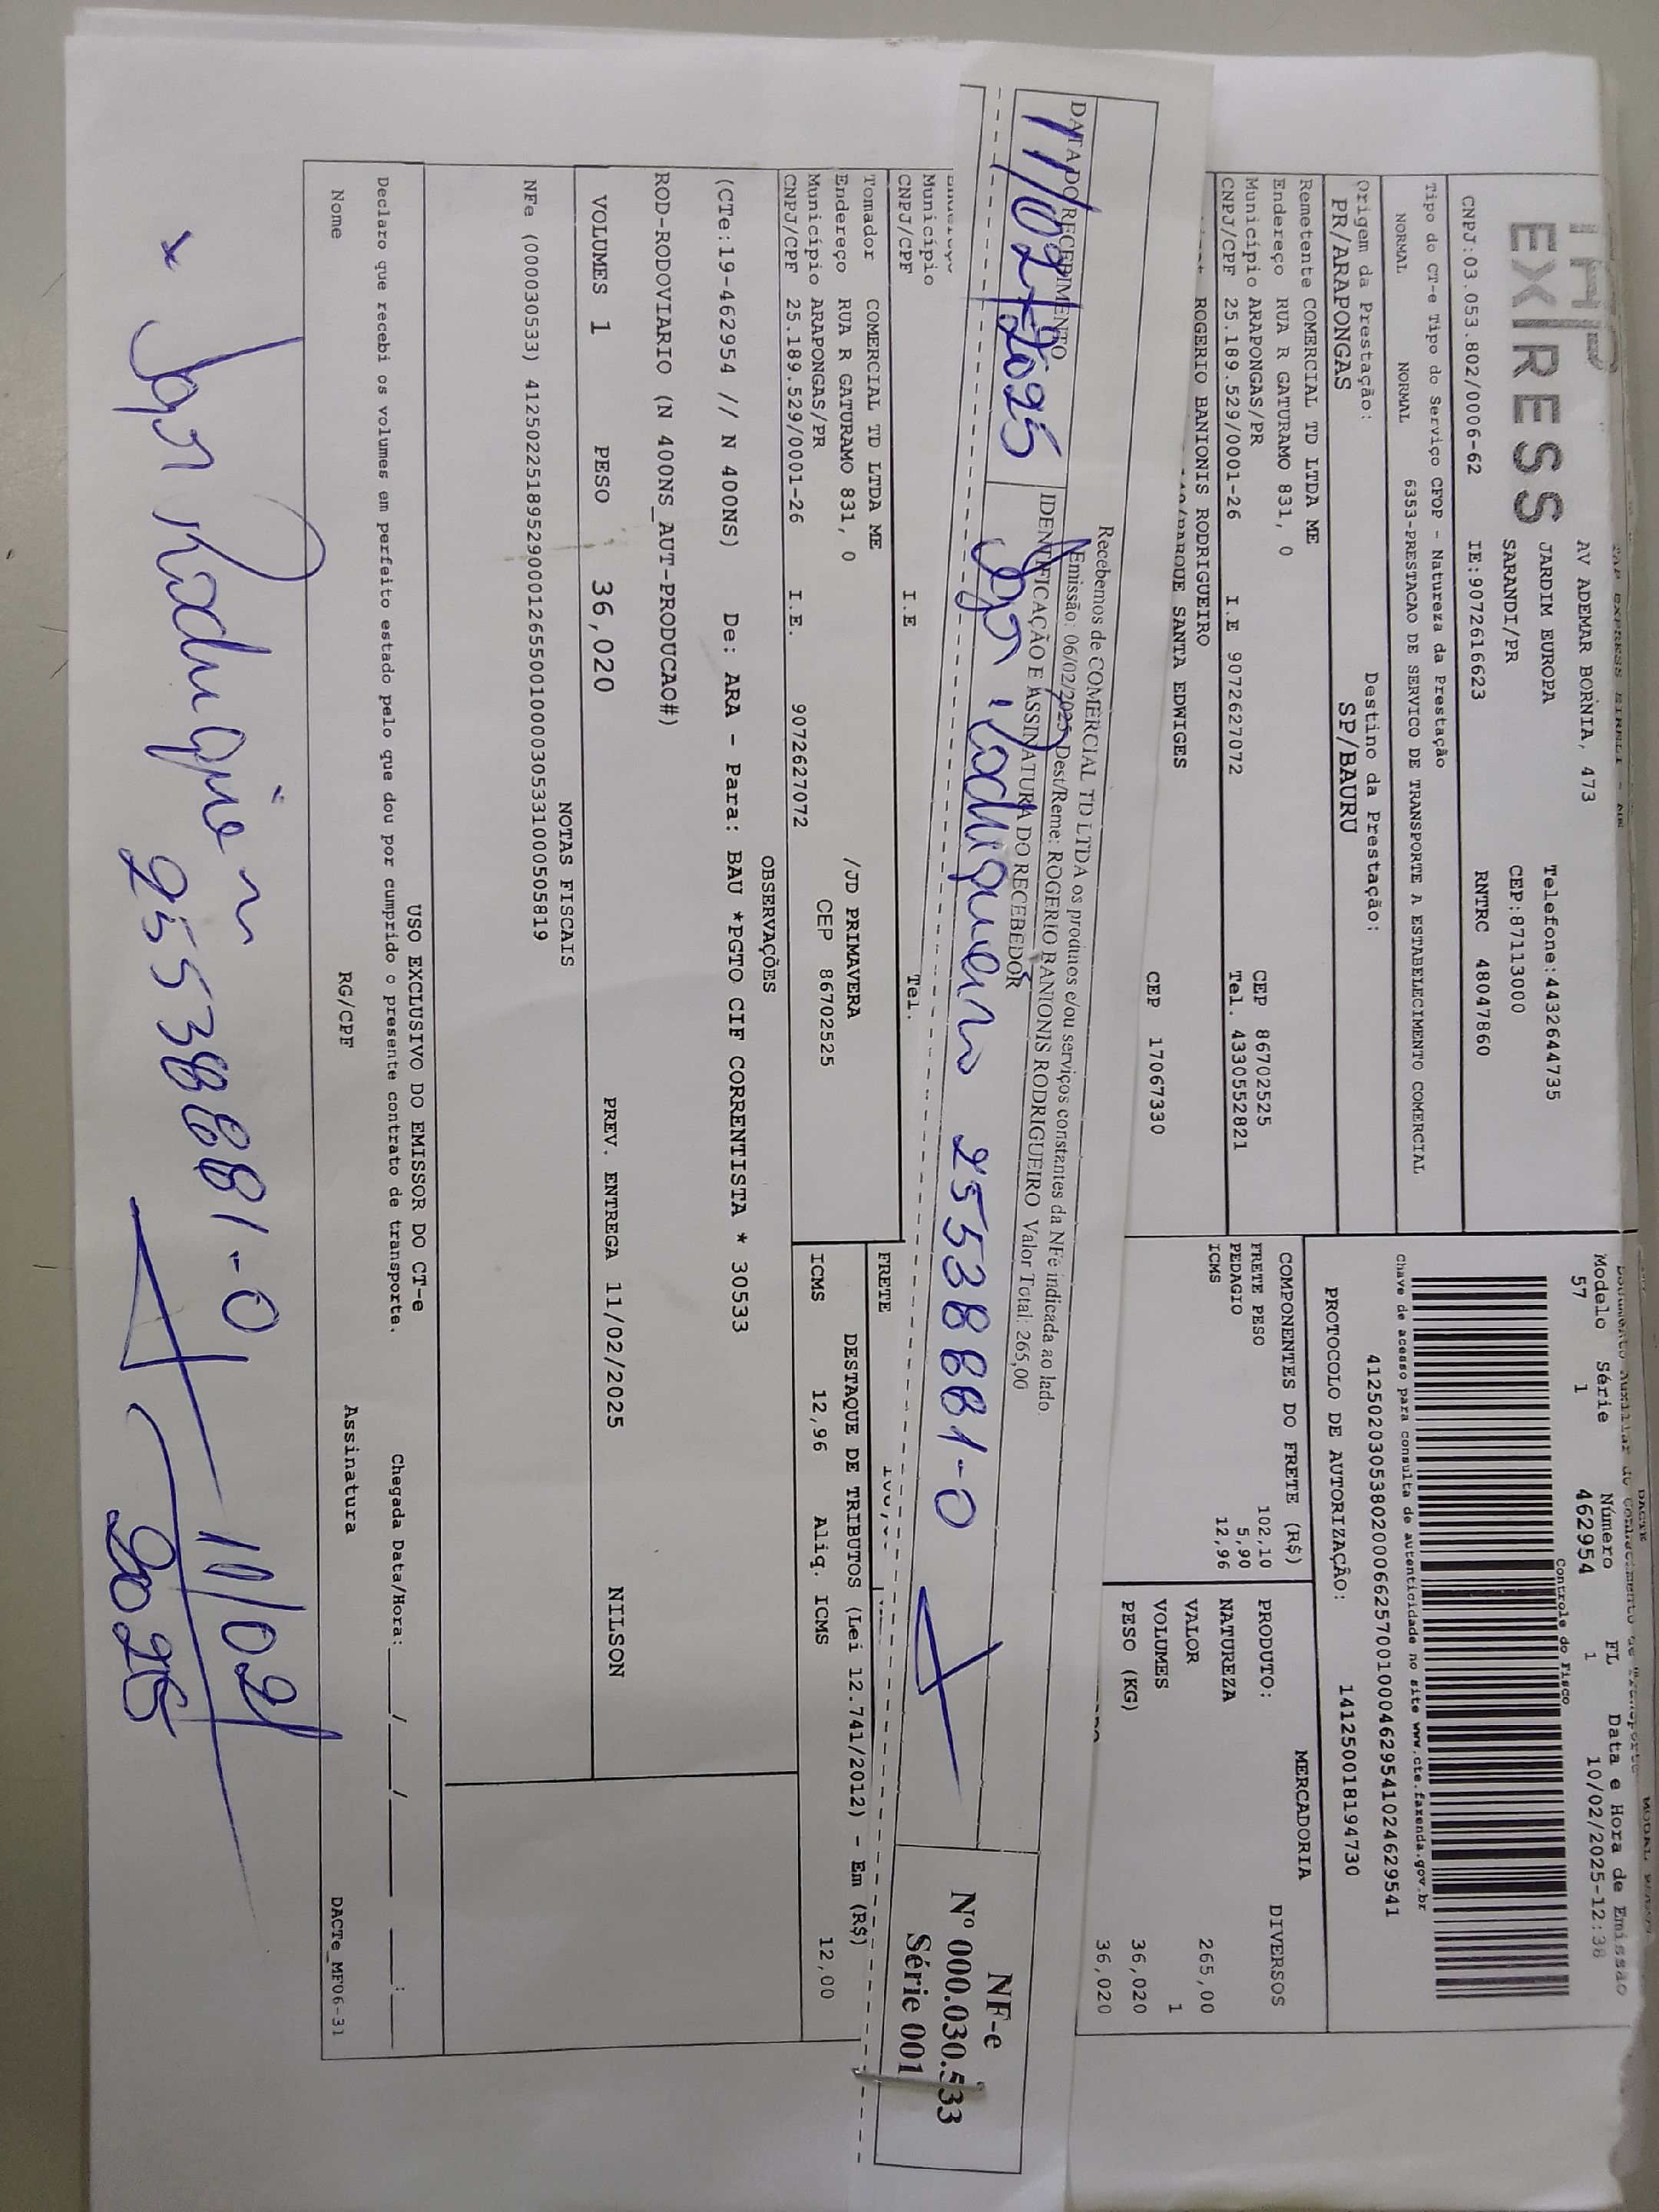 EXPRESS
AV ADEMAR BORNIA, 473
JARDIM EUROPA
SARANDI/PR
Telefone:4432644735
CEP:87113000
CNPJ:03.053.802/0006-62 IE:9072616623 RNTRC 48047860
Tipo do CT-e Tipo do Serviço CFOP - Natureza da Prestação
NORMAL NORMAL 6353-PRESTACAO DE SERVICO DE TRANSPORTE A ESTABELECIMENTO COMERCIAL
Origem da Prestação: Destino da Prestação:
PR/ARAPONGAS SP/BAURU
Remetente COMERCIAL TD LTDA ME
Endereço RUA R GATURAMO 831, 0
Município ARAPONGAS/PR CEP 86702525
CNPJ/CPF 25.189.529/0001-26 I.E 9072627072 Tel. 4330552821
ROGERIO BANIONIS RODRIGUEIRO
PARQUE SANTA EDWIGES
CEP 17067330
DACTE
Modelo Série Número FL Data e Hora de Emissão
57 1 462954 1 10/02/2025-12:38
Controle do Fisco
Chave de acesso para consulta de autenticidade no site www.cte.fazenda.gov.br
41250203053802000662570010004629541024629541
PROTOCOLO DE AUTORIZAÇÃO: 141250018194730
COMPONENTES DO FRETE (R$)
FRETE PESO 102,10
PEDAGIO 5,90
ICMS 12,96
MERCADORIA
PRODUTO: DIVERSOS
NATUREZA
VALOR 265,00
VOLUMES 1
PESO (KG) 36,020
36,020
Recebemos de COMERCIAL TD LTDA os produtos e/ou serviços constantes da NFe indicada ao lado.
Emissão: 06/02/2025 Dest/Reme: ROGERIO BANIONIS RODRIGUEIRO Valor Total: 265,00
DATA DO RECEBIMENTO IDENTIFICAÇÃO E ASSINATURA DO RECEBEDOR
11/02/2025 25538881-0
NF-e
Nº 000.030.533
Série 001
Município
CNPJ/CPF I.E Tel.
FRETE
Tomador COMERCIAL TD LTDA ME
Endereço RUA R GATURAMO 831, 0 /JD PRIMAVERA
Município ARAPONGAS/PR CEP 86702525
CNPJ/CPF 25.189.529/0001-26 I.E. 9072627072
DESTAQUE DE TRIBUTOS (Lei 12.741/2012) - Em (R$)
ICMS 12,96 Aliq. ICMS 12,00
OBSERVAÇÕES
(CTe:19-462954 // N 400NS) De: ARA - Para: BAU *PGTO CIF CORRENTISTA * 30533
ROD-RODOVIARIO (N 400NS_AUT-PRODUCAO#)
VOLUMES 1 PESO 36,020 PREV. ENTREGA 11/02/2025 NILSON
NOTAS FISCAIS
NFe (000030533) 41250225189529000126550010000305331000505819
USO EXCLUSIVO DO EMISSOR DO CT-e
Declaro que recebi os volumes em perfeito estado pelo que dou por cumprido o presente contrato de transporte. Chegada Data/Hora:____/____/____ ___:___
Nome RG/CPF Assinatura DACTe_MF06-31
25538881-0 11/02/2025